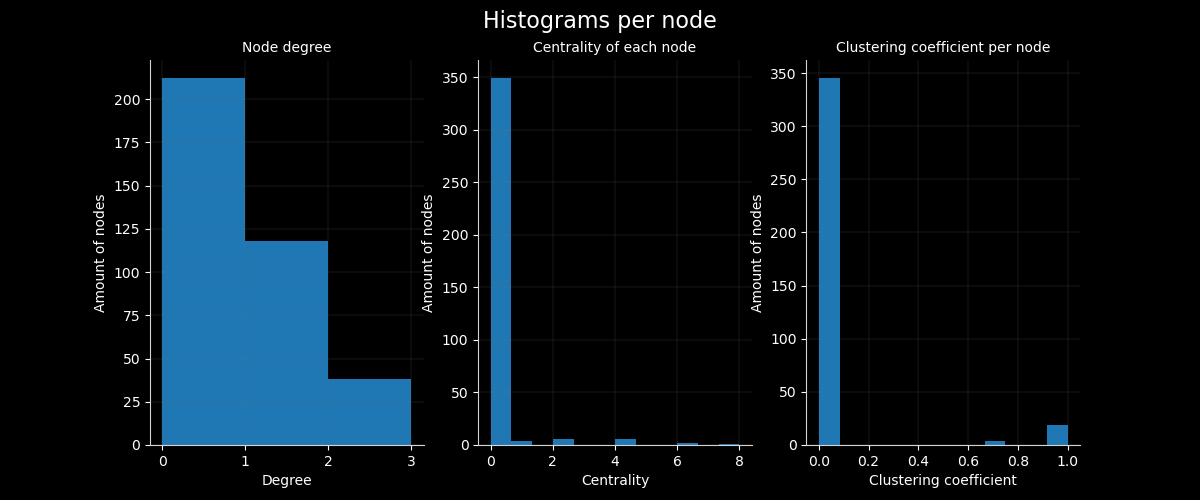 Histograms per node
Node degree
Amount of nodes
200
175
150
125
100
75
50
25
0
0 1 2 3
Degree
Centrality of each node
Amount of nodes
350
300
250
200
150
100
50
0
0 2 4 6 8
Centrality
Clustering coefficient per node
Amount of nodes
350
300
250
200
150
100
50
0
0.0 0.2 0.4 0.6 0.8 1.0
Clustering coefficient